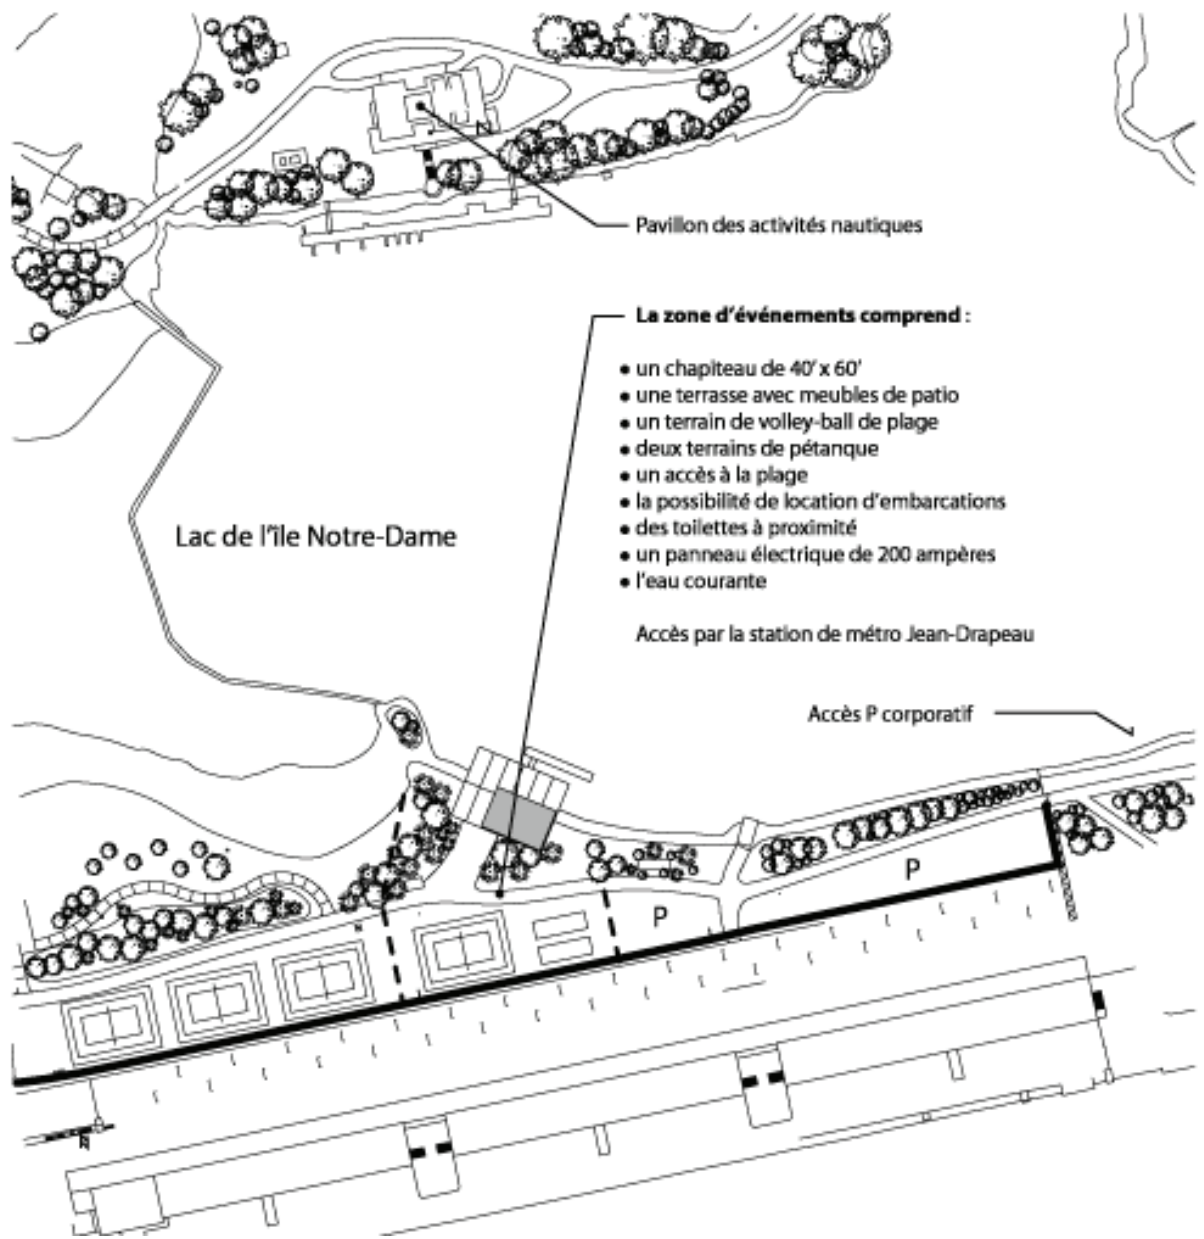 Pavillon des activités nautiques
La zone d'événements comprend :
• un chapiteau de 40' x 60'
• une terrasse avec meubles de patio
• un terrain de volley-ball de plage
• deux terrains de pétanque
• un accès à la plage
• la possibilité de location d'embarcations
• des toilettes à proximité
• un panneau électrique de 200 ampères
• l'eau courante
Lac de l'île Notre-Dame
Accès par la station de métro Jean-Drapeau
Accès P corporatif
P
P